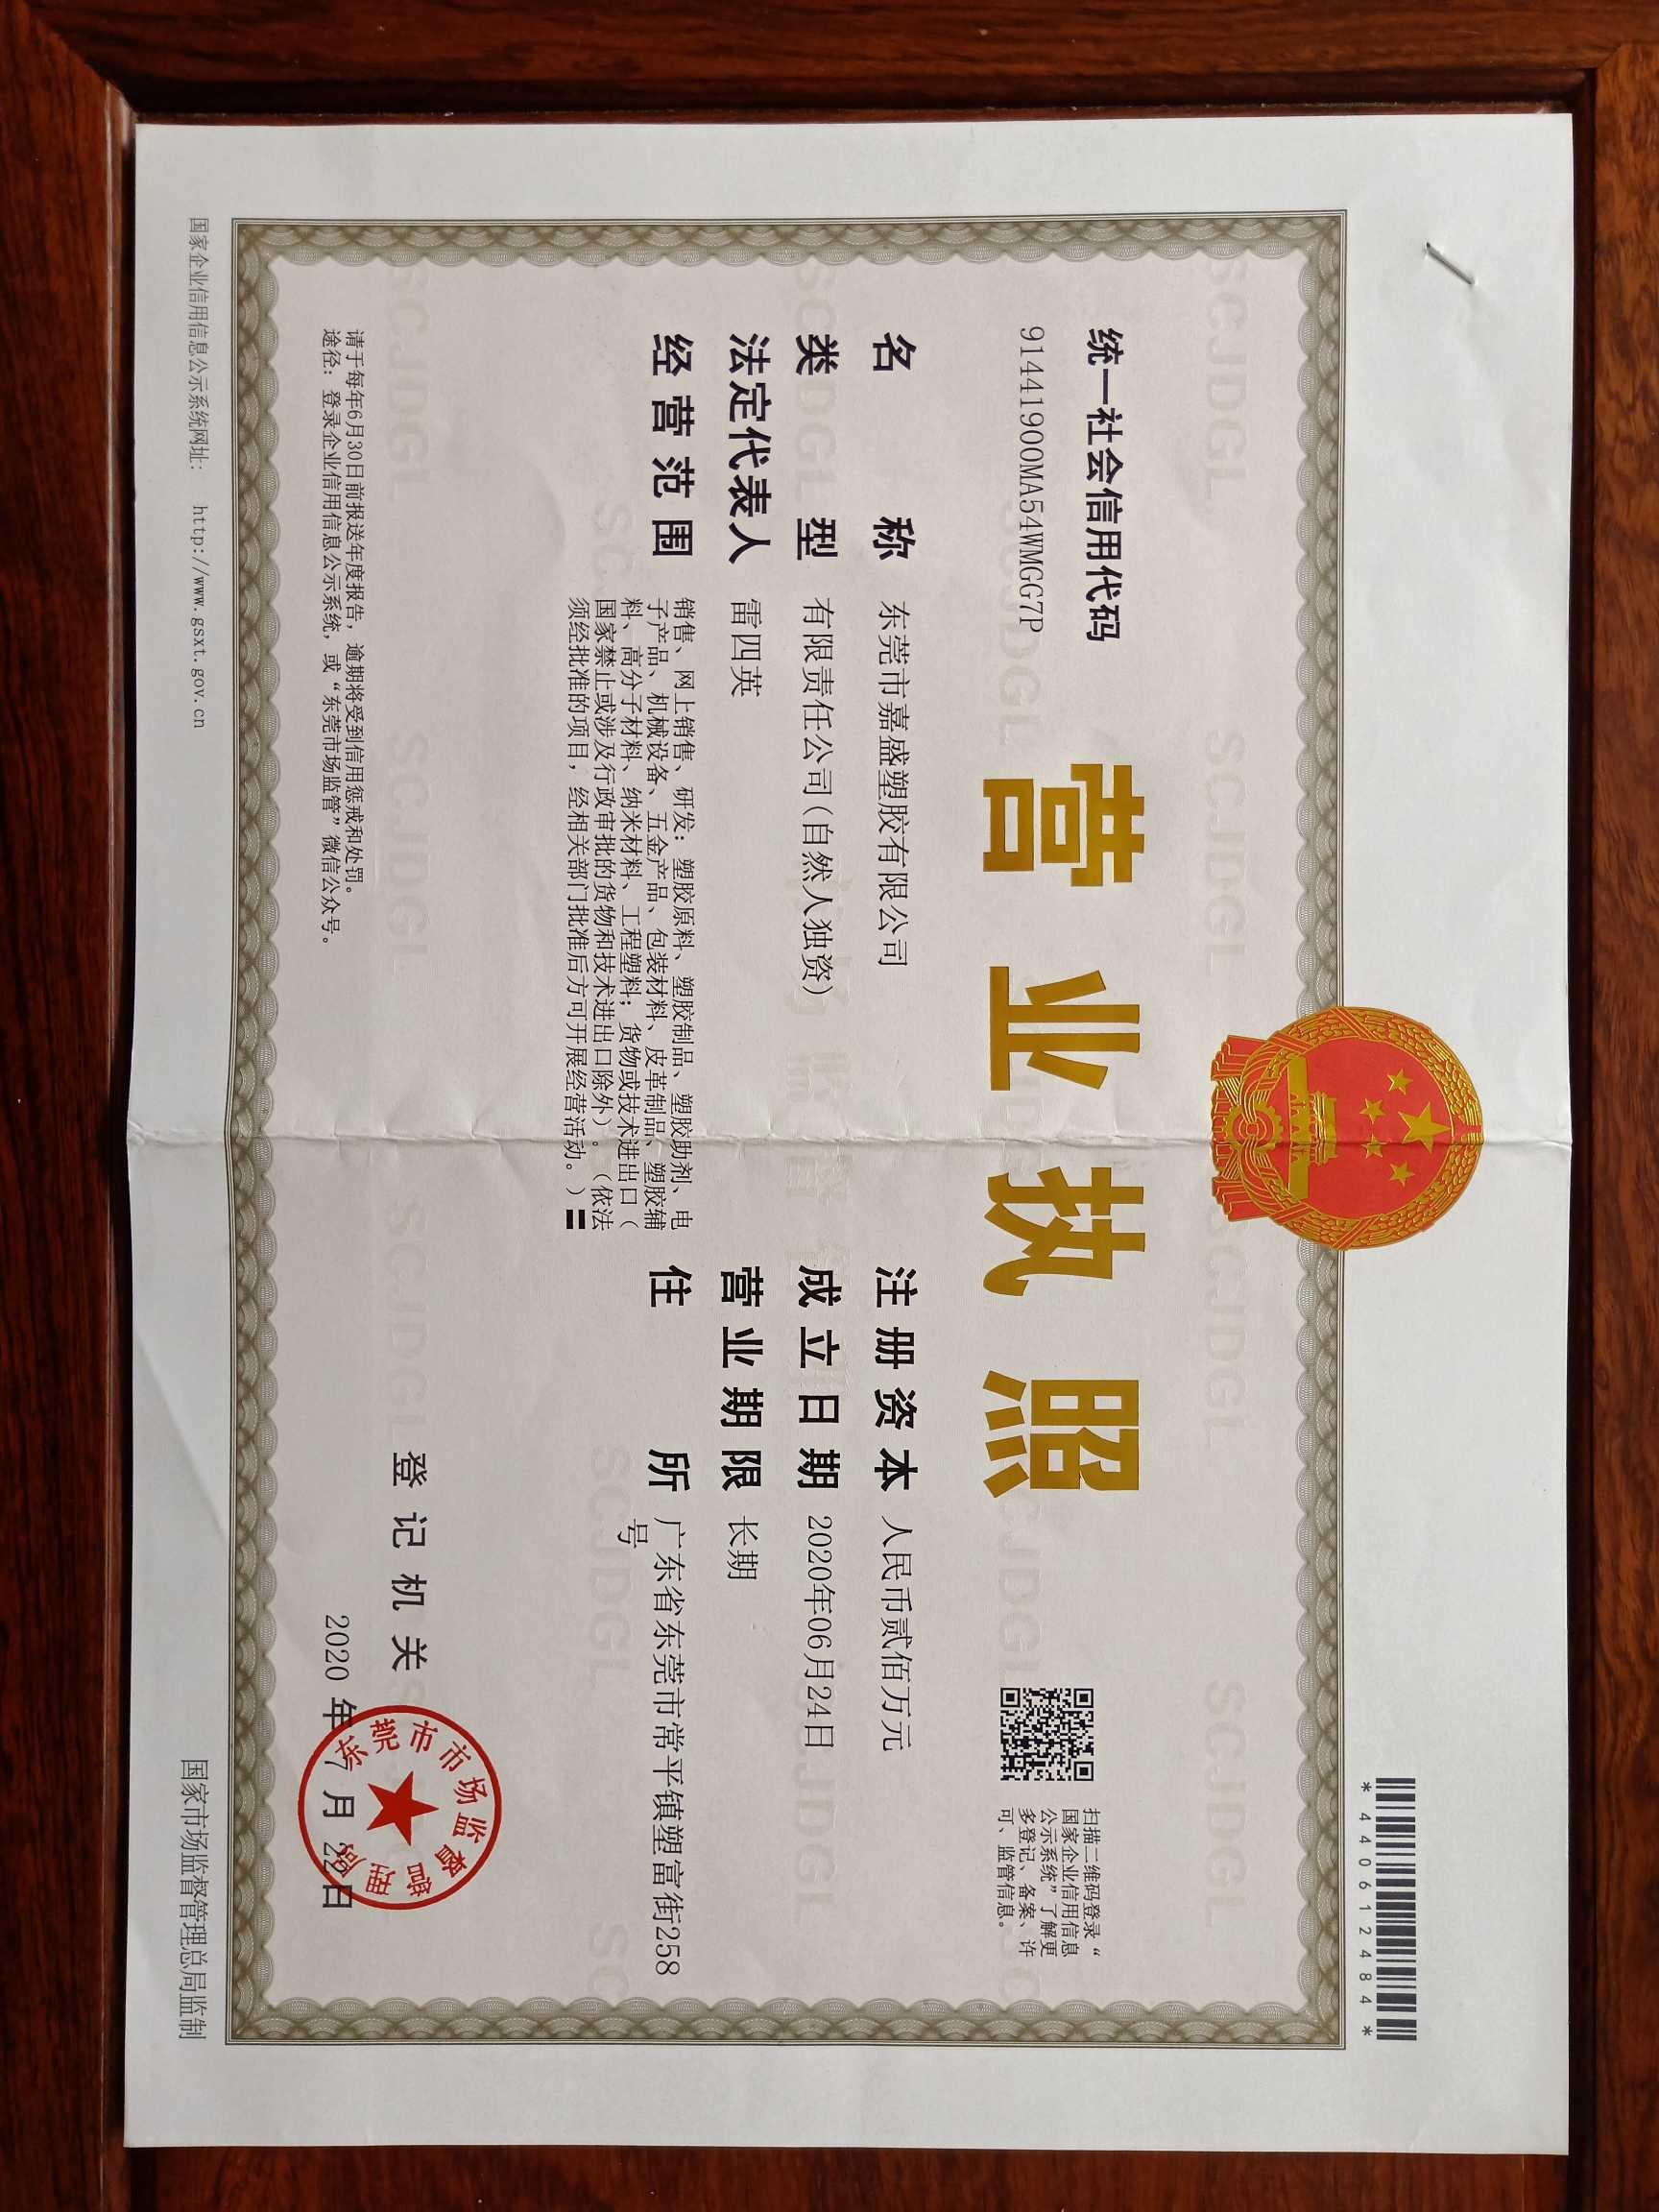 *440612484*
统一社会信用代码
91441900MA54WMGG7P
营业执照
扫描二维码登录“
国家企业信用信息
公示系统”了解更
多登记、备案、许
可、监管信息。
名称 东莞市嘉盛塑胶有限公司
类型 有限责任公司(自然人独资)
法定代表人 雷四英
经营范围 销售、网上销售、研发：塑胶原料、塑胶制品、塑胶助剂、电
子产品、机械设备、五金产品、包装材料、皮革制品、塑胶辅
料、高分子材料、纳米材料、工程塑料；货物或技术进出口（
国家禁止或涉及行政审批的货物和技术进出口除外）。（依法
须经批准的项目，经相关部门批准后方可开展经营活动。）
注册资本 人民币贰佰万元
成立日期 2020年06月24日
营业期限 长期
住所 广东省东莞市常平镇塑富街258
号
登记机关
东莞市市场监督管理局
2020年7月22日
请于每年6月30日前报送年度报告，逾期将受到信用惩戒和处罚。
途径：登录企业信用信息公示系统，或“东莞市场监管”微信公众号。
国家企业信用信息公示系统网址： http://www.gsxt.gov.cn
国家市场监督管理总局监制